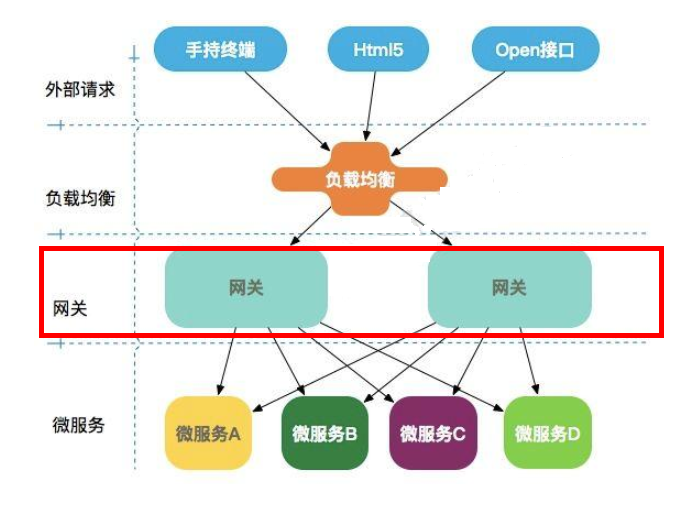 手持终端
Html5
Open接口
外部请求
负载均衡
负载均衡
网关
网关
网关
微服务
微服务A
微服务B
微服务C
微服务D